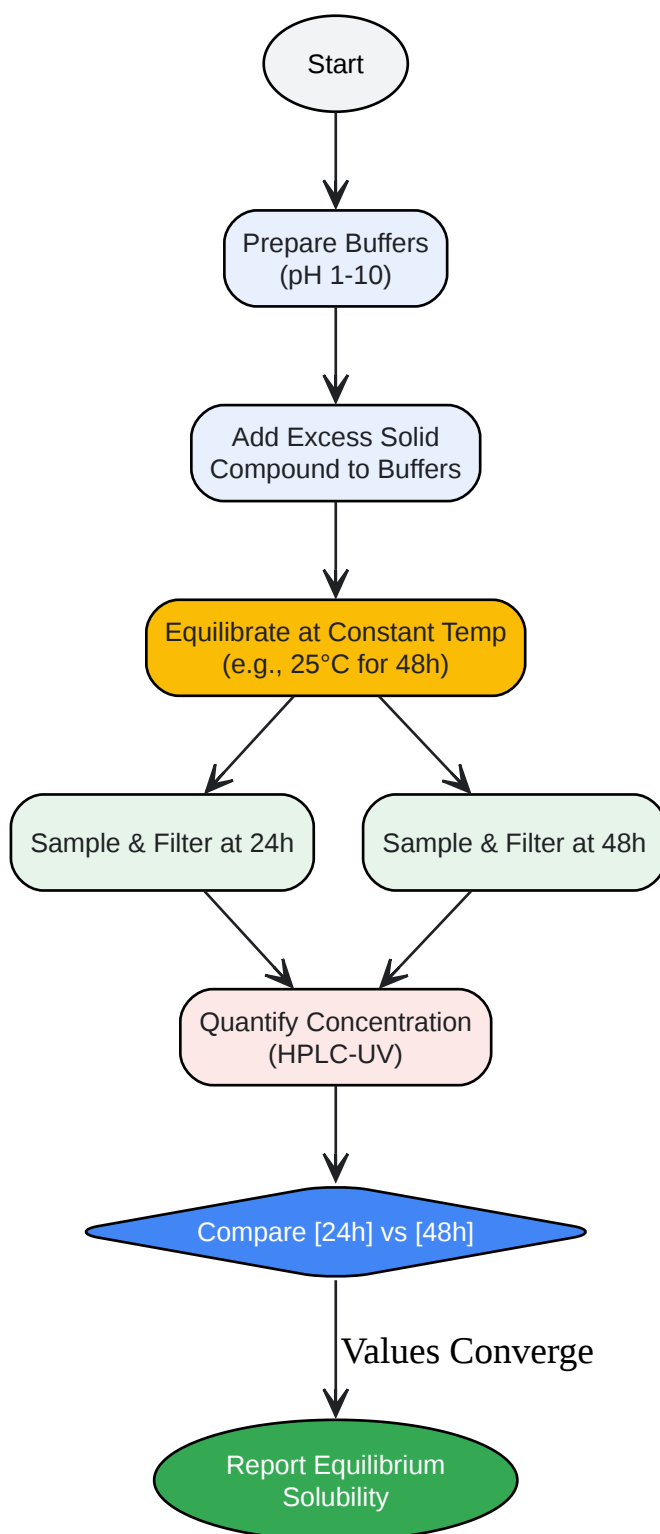 Start
Prepare Buffers
(pH 1-10)
Add Excess Solid
Compound to Buffers
Equilibrate at Constant Temp
(e.g., 25°C for 48h)
Sample & Filter at 24h
Sample & Filter at 48h
Quantify Concentration
(HPLC-UV)
Compare [24h] vs [48h]
Values Converge
Report Equilibrium
Solubility